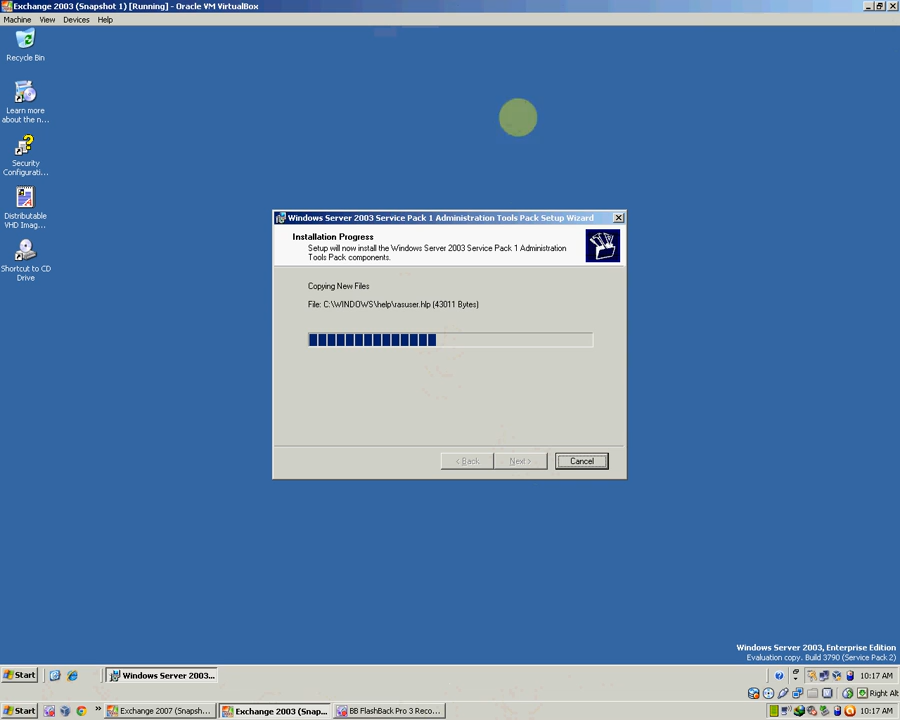 Exchange 2003 (Snapshot 1) [Running] - Oracle VM VirtualBox
Machine View Devices Help
Recycle Bin
Learn more
about the n...
Security
Configurati...
Distributable
VHD Imag...
Shortcut to CD
Drive
Windows Server 2003 Service Pack 1 Administration Tools Pack Setup Wizard
Installation Progress
Setup will now install the Windows Server 2003 Service Pack 1 Administration
Tools Pack components.
Copying New Files
File: C:\WINDOWS\help\rasuser.hlp (43011 Bytes)
< Back
Next >
Cancel
Windows Server 2003, Enterprise Edition
Evaluation copy. Build 3790 (Service Pack 2)
Start
Windows Server 2003...
10:17 AM
Right Alt
Start
Exchange 2007 (Snapsh...
Exchange 2003 (Snap...
BB FlashBack Pro 3 Reco...
10:17 AM